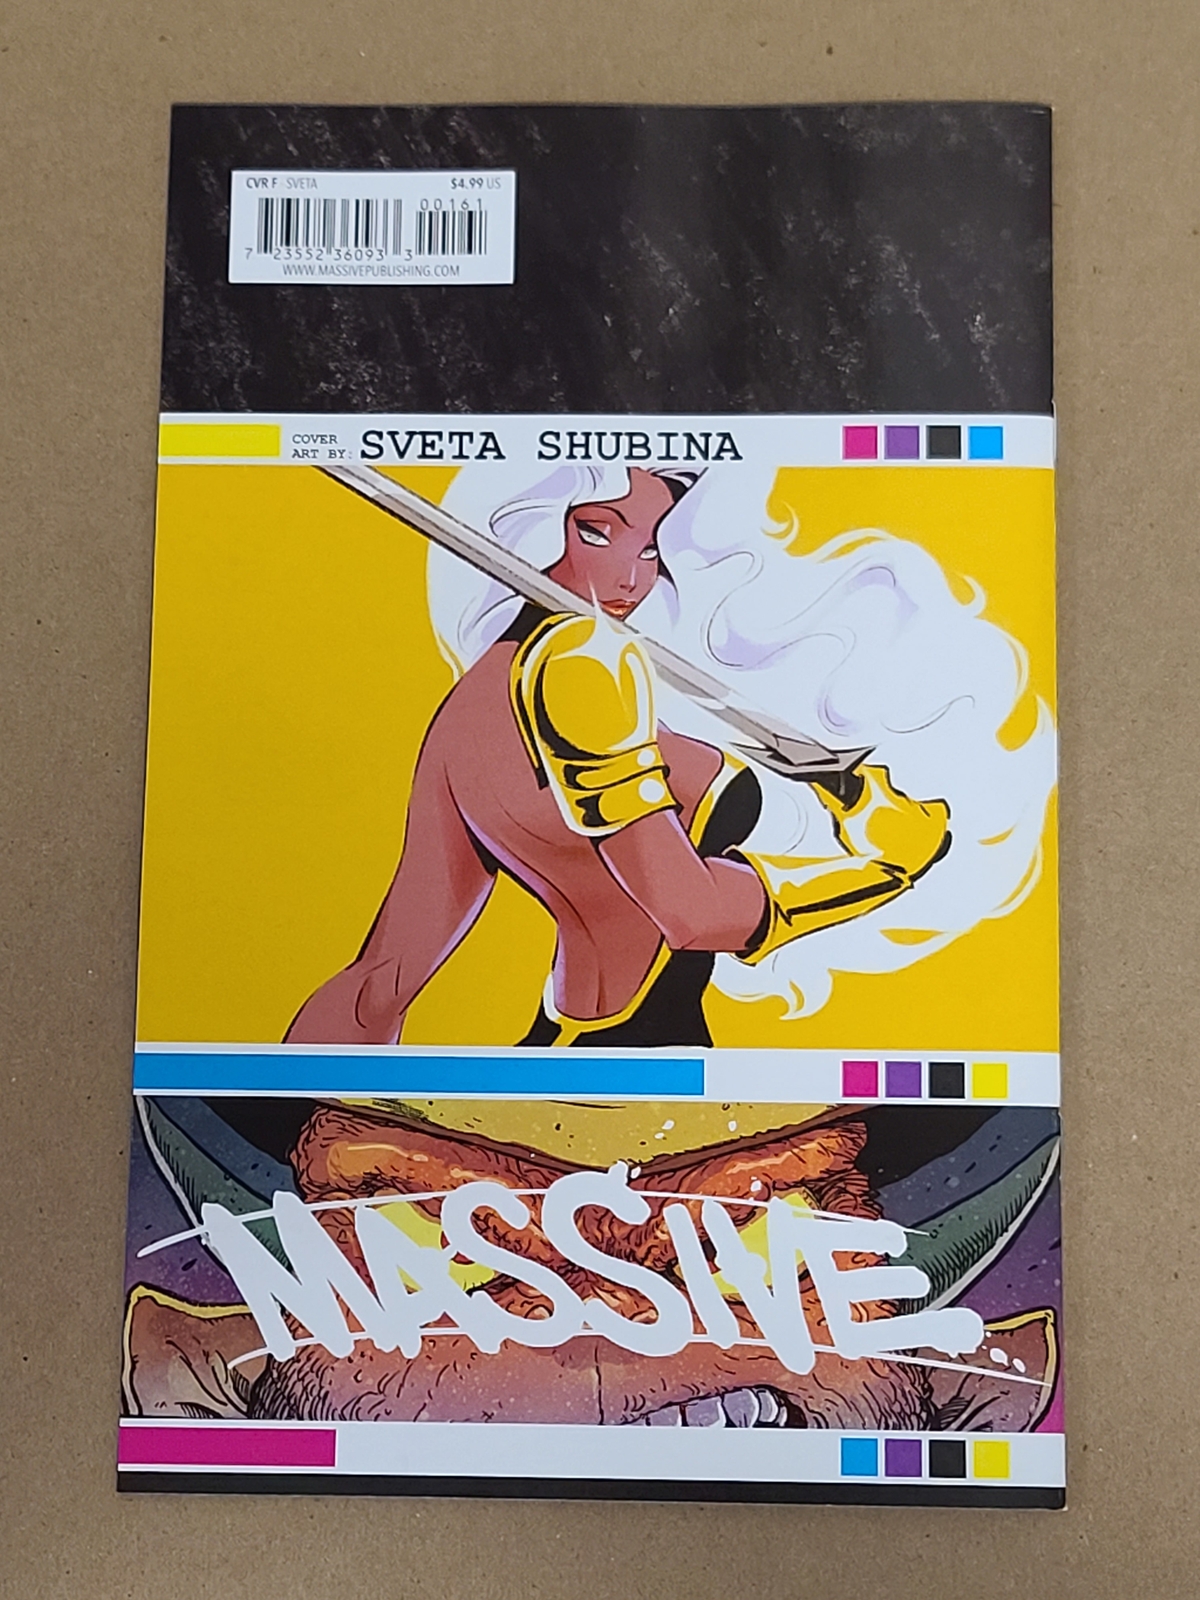 CVR F SVETA $4.99 US
00161
7 23552 36093 3
WWW.MASSIVEPUBLISHING.COM
COVER
ART BY: SVETA SHUBINA
MASSIVE